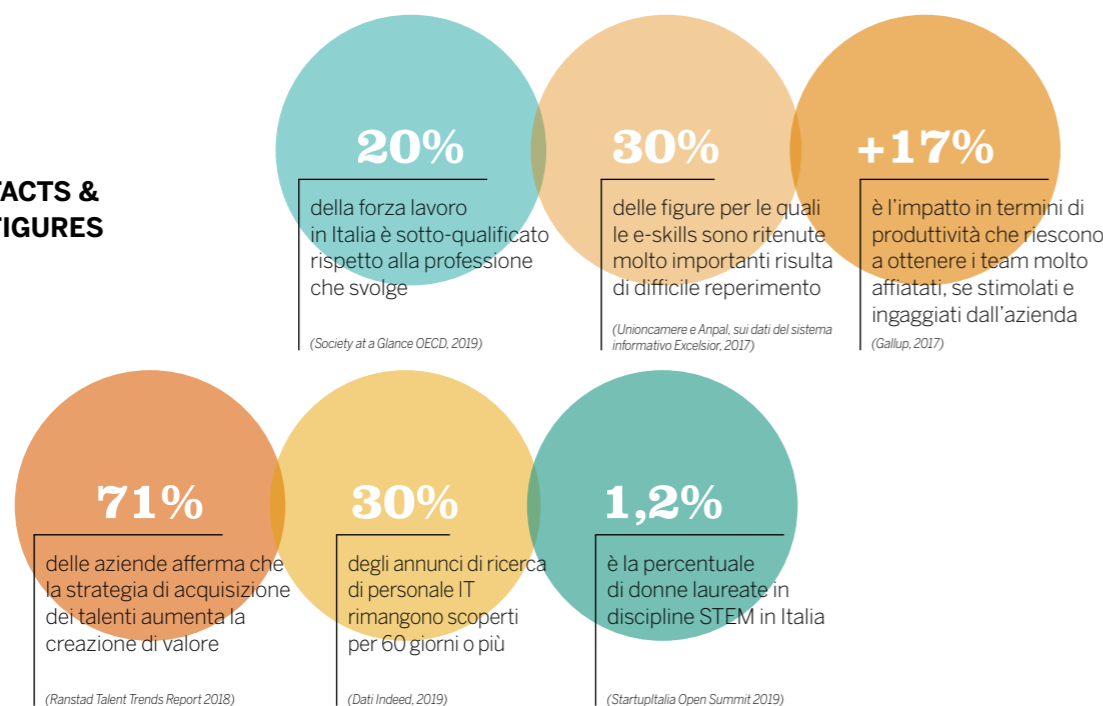 FACTS &
FIGURES
20%
della forza lavoro
in Italia è sotto-qualificato
rispetto alla professione
che svolge
(Society at a Glance OECD, 2019)
30%
delle figure per le quali
le e-skills sono ritenute
molto importanti risulta
di difficile reperimento
(Unioncamere e Anpal, sui dati del sistema
informativo Excelsior, 2017)
+17%
è l'impatto in termini di
produttività che riescono
a ottenere i team molto
affiatati, se stimolati e
ingaggiati dall'azienda
(Gallup, 2017)
71%
delle aziende afferma che
la strategia di acquisizione
dei talenti aumenta la
creazione di valore
(Ranstad Talent Trends Report 2018)
30%
degli annunci di ricerca
di personale IT
rimangono scoperti
per 60 giorni o più
(Dati Indeed, 2019)
1,2%
è la percentuale
di donne laureate in
discipline STEM in Italia
(StartupItalia Open Summit 2019)